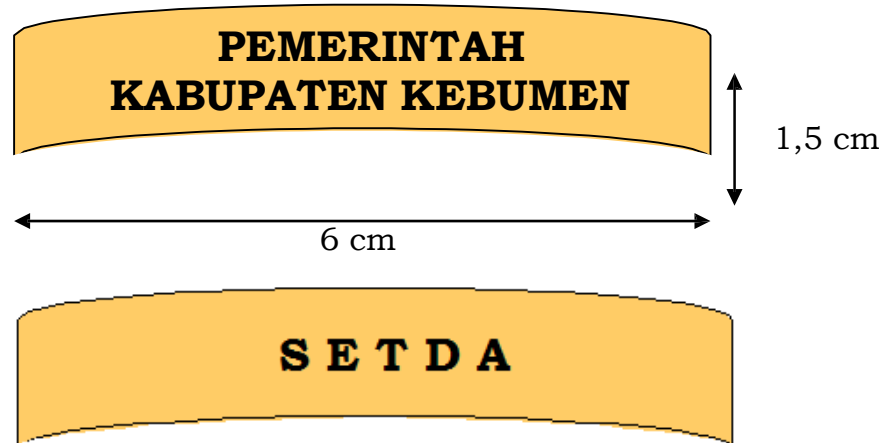 PEMERINTAH
KABUPATEN KEBUMEN
1,5 cm
6 cm
S E T D A